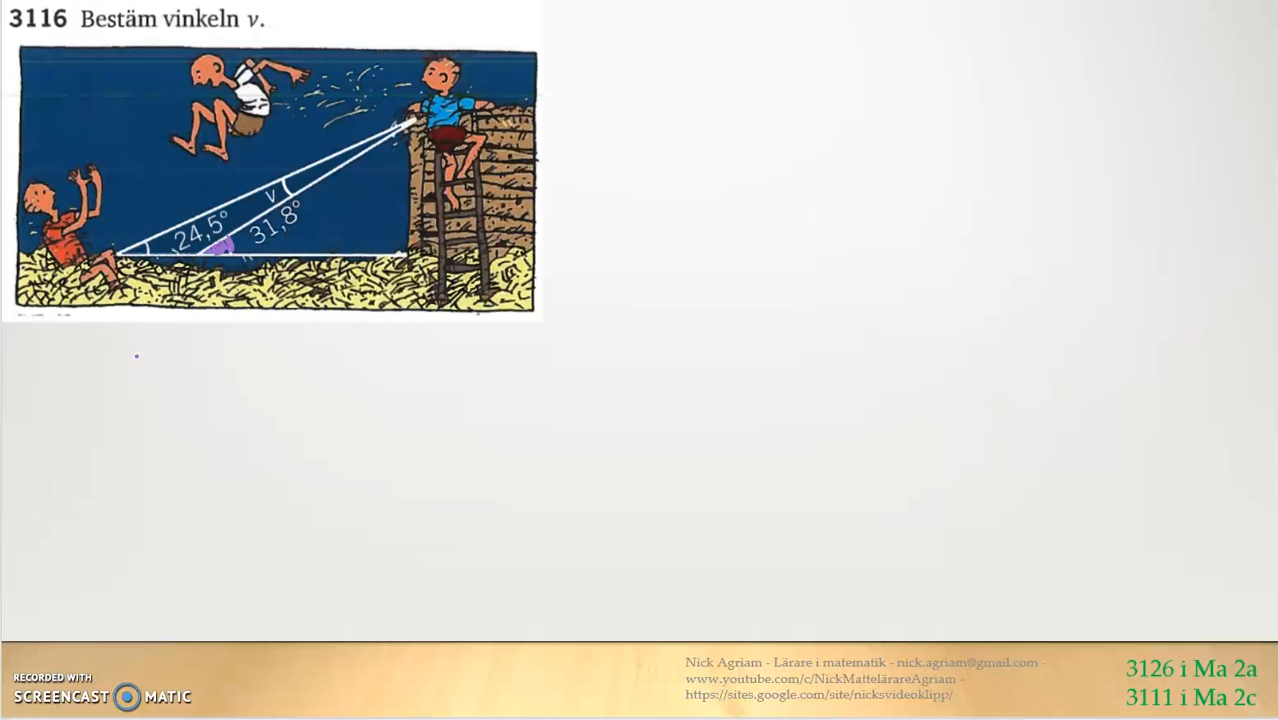 3116 Bestäm vinkeln v.
24,5°
v
31,8°
Nick Agriam - Lärare i matematik - nick.agriam@gmail.com -
www.youtube.com/c/NickMattelärareAgriam -
https://sites.google.com/site/nicksvideoklipp/
3126 i Ma 2a
3111 i Ma 2c
RECORDED WITH
SCREENCAST MATIC